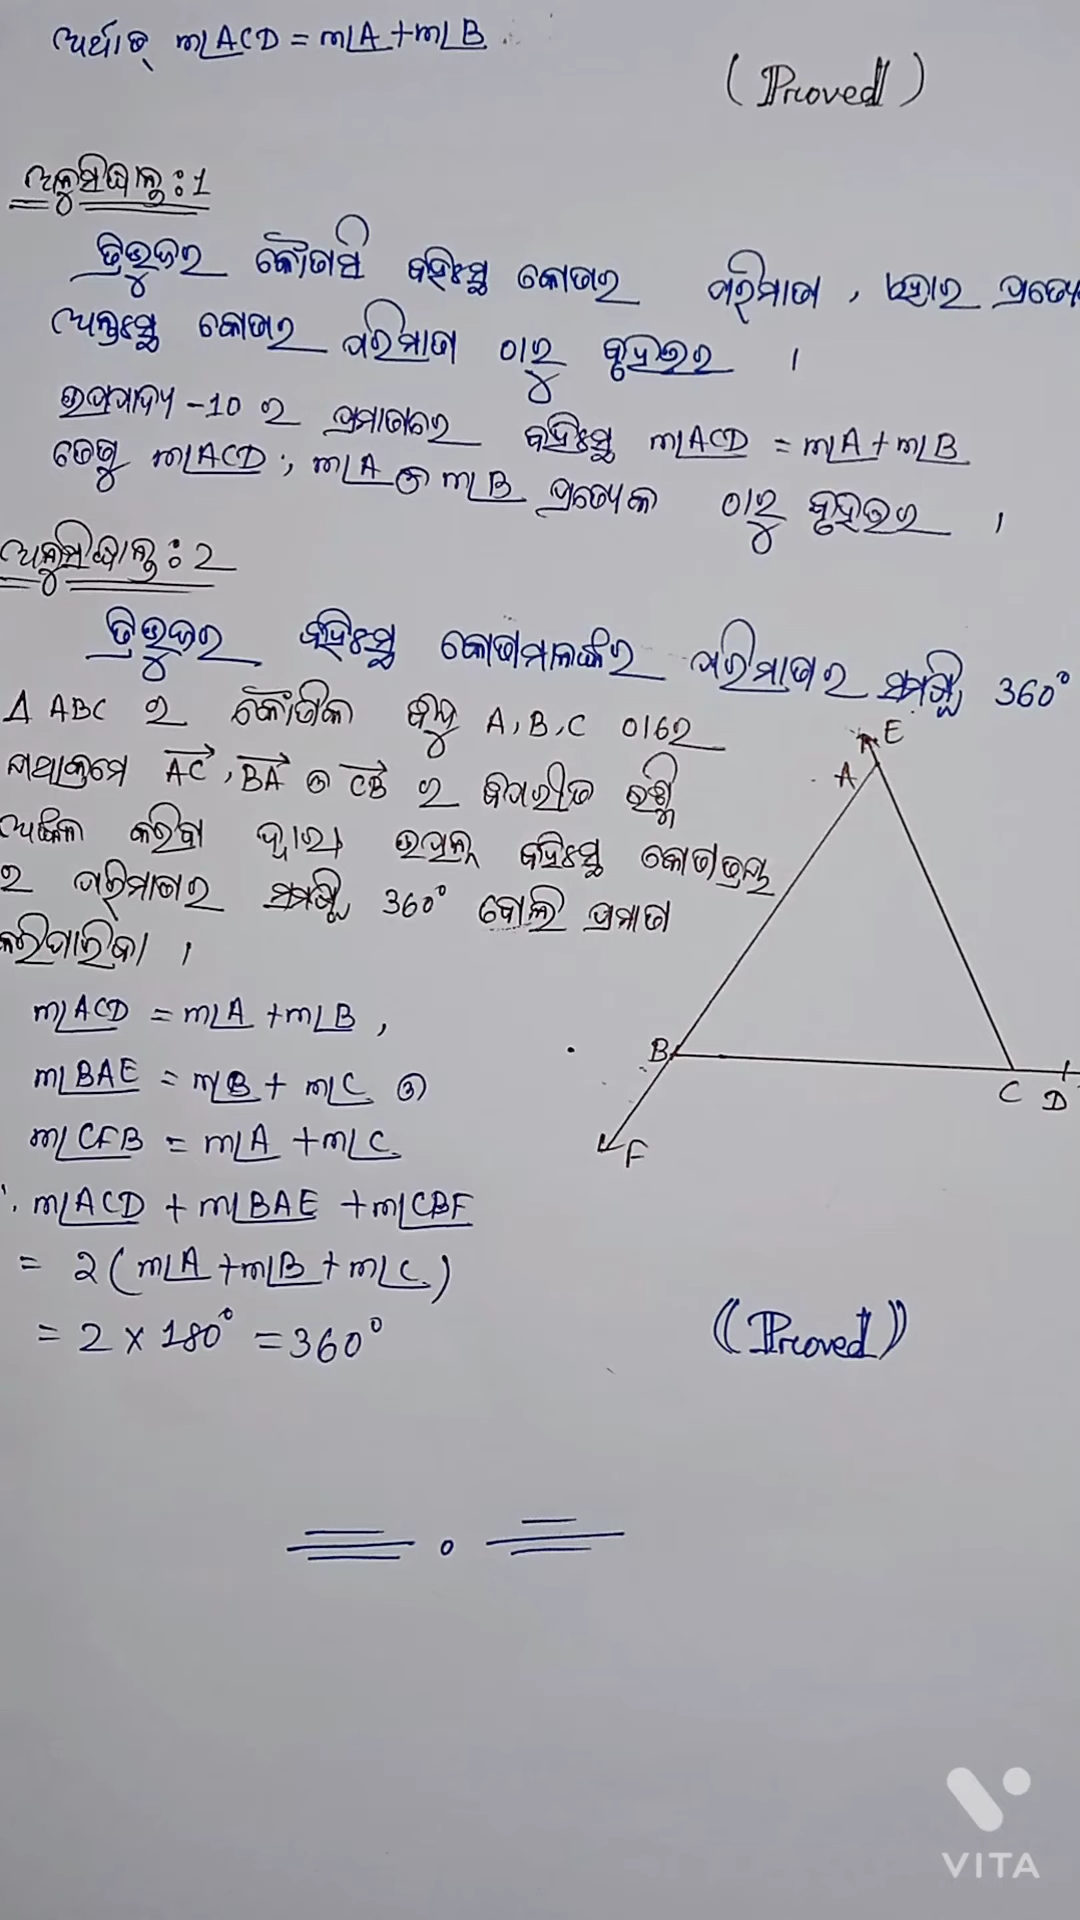 ଅର୍ଥାତ୍ m∠ACD = m∠A + m∠B
(Proved)
ଅନୁସିଦ୍ଧାନ୍ତ : 1
ତ୍ରିଭୁଜର କୌଣସି ବହିଃସ୍ଥ କୋଣର ପରିମାଣ , ଏହାର ପ୍ରତ୍ୟେ
ଅନ୍ତଃସ୍ଥ କୋଣର ପରିମାଣ ଠାରୁ ବୃହତ୍ତର ।
ଉପପାଦ୍ୟ -10 ର ପ୍ରମାଣରେ ବହିଃସ୍ଥ m∠ACD = m∠A + m∠B
ତେଣୁ m∠ACD , m∠A ଓ m∠B ପ୍ରତ୍ୟେକ ଠାରୁ ବୃହତ୍ତର ।
ଅନୁସିଦ୍ଧାନ୍ତ : 2
ତ୍ରିଭୁଜର ବହିଃସ୍ଥ କୋଣମାନଙ୍କର ପରିମାଣର ସମଷ୍ଟି 360°
Δ ABC ର କୌଣିକ ବିନ୍ଦୁ A, B, C ଠାରେ
ଯଥାକ୍ରମେ AC→, BA→ ଓ CB→ ର ବିପରୀତ ରଶ୍ମି
ଅଙ୍କନ କରିବା ଦ୍ୱାରା ଉତ୍ପନ୍ନ ବହିଃସ୍ଥ କୋଣତ୍ରୟ
ର ପରିମାଣର ସମଷ୍ଟି 360° ବୋଲି ପ୍ରମାଣ
କରିପାରିବା ।
m∠ACD = m∠A + m∠B ,
m∠BAE = m∠B + m∠C ଓ
m∠CFB = m∠A + m∠C
∴ m∠ACD + m∠BAE + m∠CBF
= 2 (m∠A + m∠B + m∠C)
= 2 × 180° = 360°
(Proved)
E
A
B
C D
F
VITA